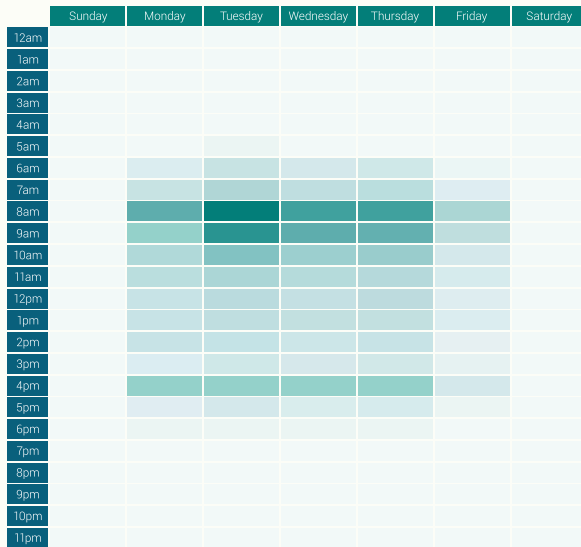 Sunday Monday Tuesday Wednesday Thursday Friday Saturday
12am
1am
2am
3am
4am
5am
6am
7am
8am
9am
10am
11am
12pm
1pm
2pm
3pm
4pm
5pm
6pm
7pm
8pm
9pm
10pm
11pm